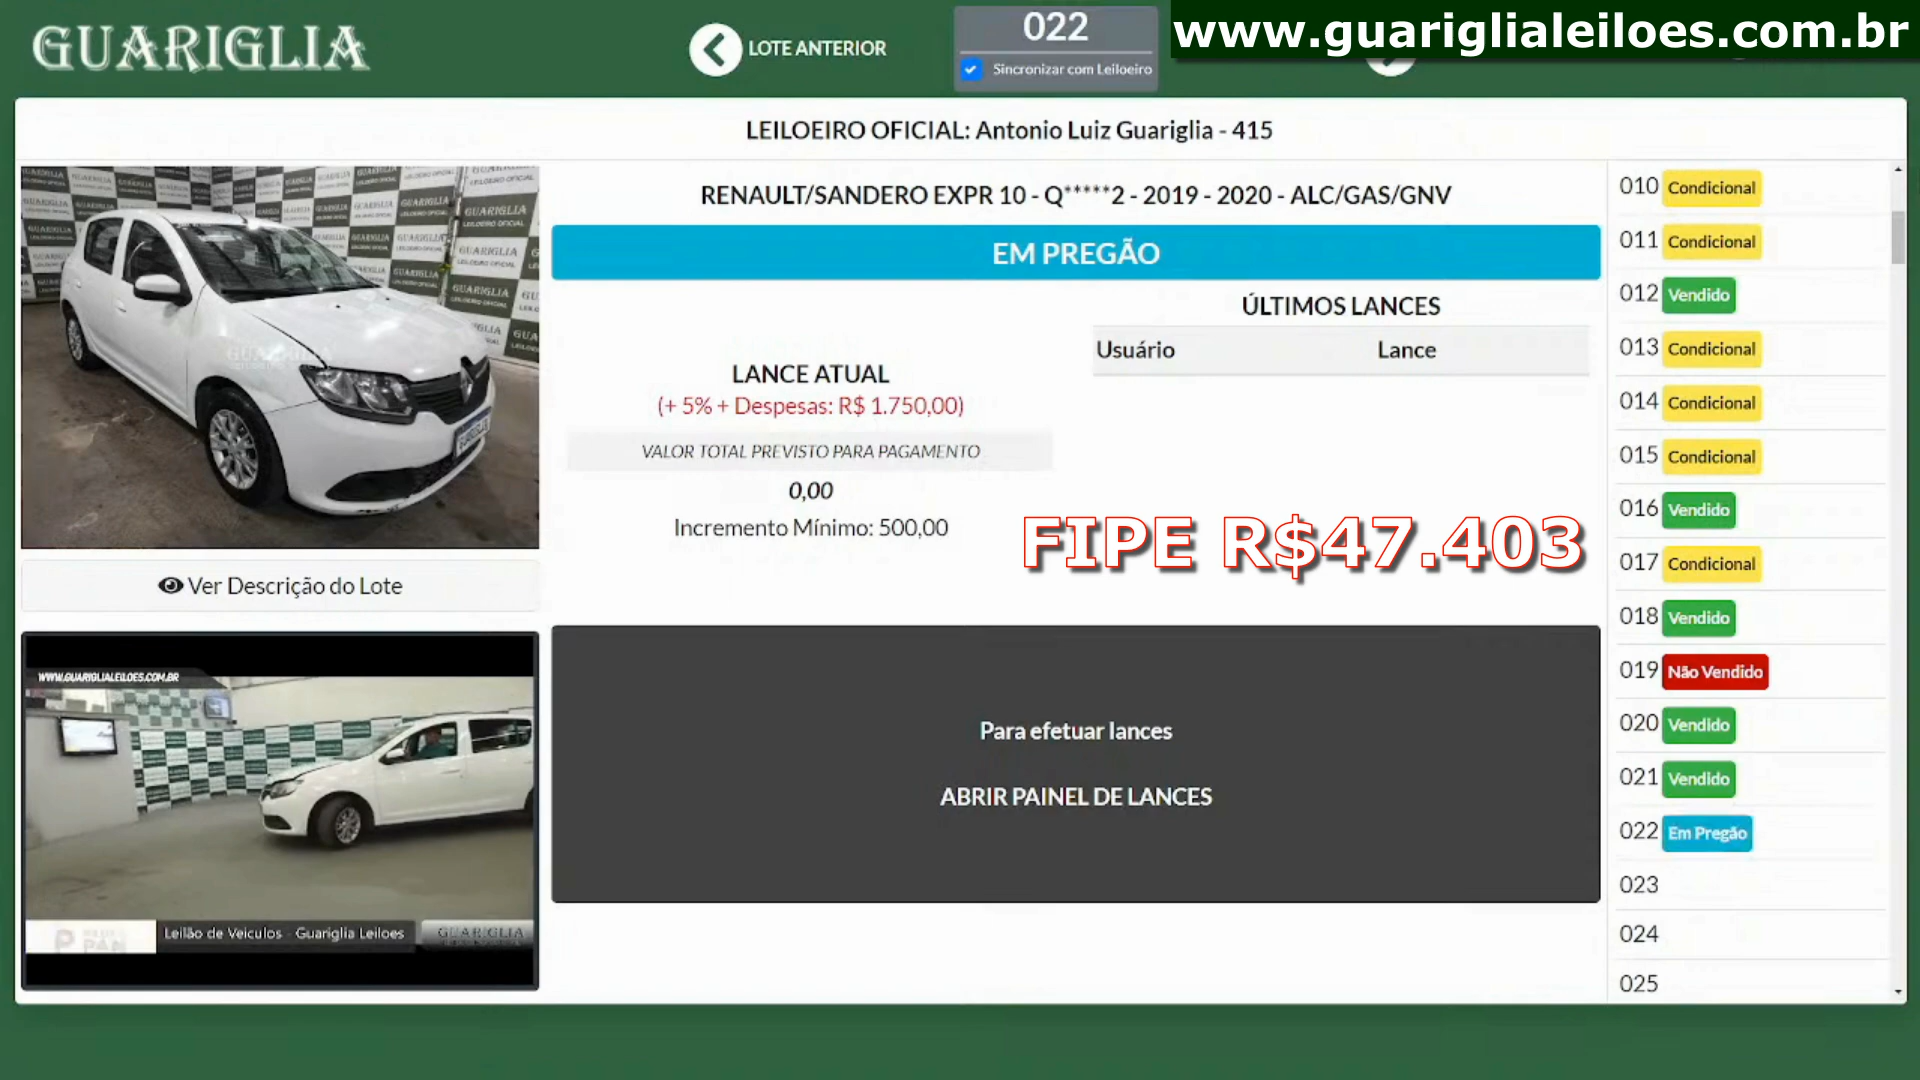 GUARIGLIA
LOTE ANTERIOR
022
Sincronizar com Leiloeiro
www.guariglialeiloes.com.br
LEILOEIRO OFICIAL: Antonio Luiz Guariglia - 415
RENAULT/SANDERO EXPR 10 - Q*****2 - 2019 - 2020 - ALC/GAS/GNV
EM PREGÃO
ÚLTIMOS LANCES
Usuário Lance
LANCE ATUAL
(+ 5% + Despesas: R$ 1.750,00)
VALOR TOTAL PREVISTO PARA PAGAMENTO
0,00
Incremento Mínimo: 500,00
FIPE R$47.403
Ver Descrição do Lote
WWW.GUARIGLIALEILOES.COM.BR
Leilão de Veiculos - Guariglia Leiloes
GUARIGLIA
Para efetuar lances
ABRIR PAINEL DE LANCES
010 Condicional
011 Condicional
012 Vendido
013 Condicional
014 Condicional
015 Condicional
016 Vendido
017 Condicional
018 Vendido
019 Não Vendido
020 Vendido
021 Vendido
022 Em Pregão
023
024
025